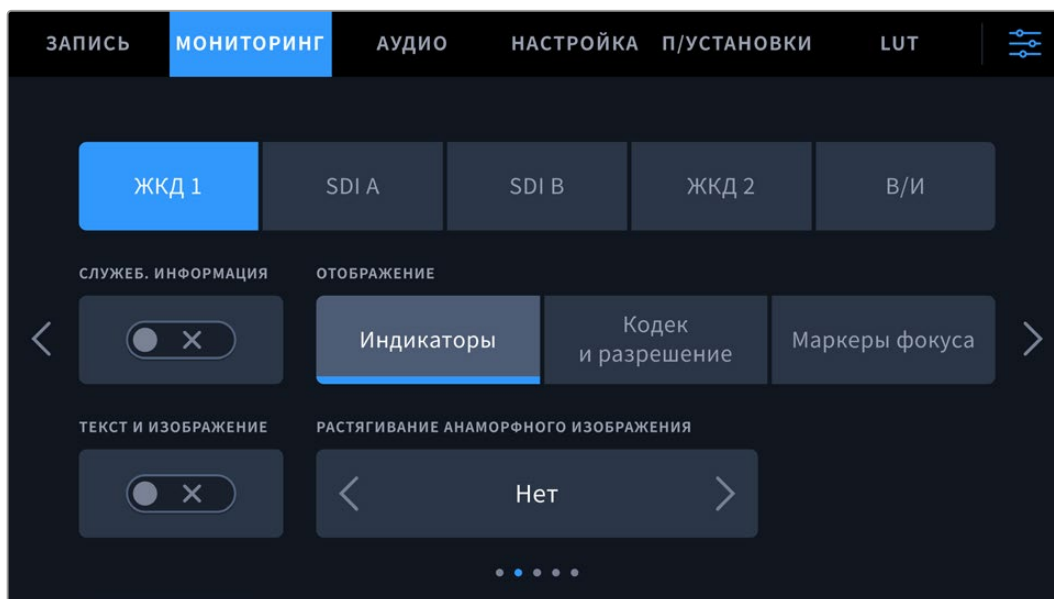 ЗАПИСЬ МОНИТОРИНГ АУДИО НАСТРОЙКА П/УСТАНОВКИ LUT
ЖКД 1 SDI A SDI B ЖКД 2 В/И
СЛУЖЕБ. ИНФОРМАЦИЯ ОТОБРАЖЕНИЕ
Индикаторы Кодек
и разрешение Маркеры фокуса
ТЕКСТ И ИЗОБРАЖЕНИЕ РАСТЯГИВАНИЕ АНАМОРФНОГО ИЗОБРАЖЕНИЯ
Нет